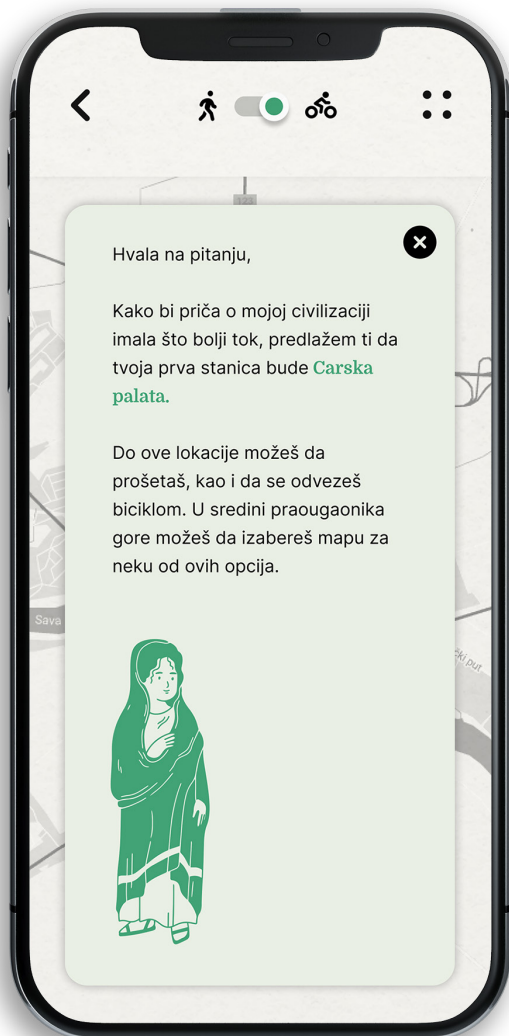 Hvala na pitanju,
Kako bi priča o mojoj civilizaciji
imala što bolji tok, predlažem ti da
tvoja prva stanica bude Carska
palata.
Do ove lokacije možeš da
prošetaš, kao i da se odvezeš
biciklom. U sredini praougaonika
gore možeš da izabereš mapu za
neku od ovih opcija.
Sava
put